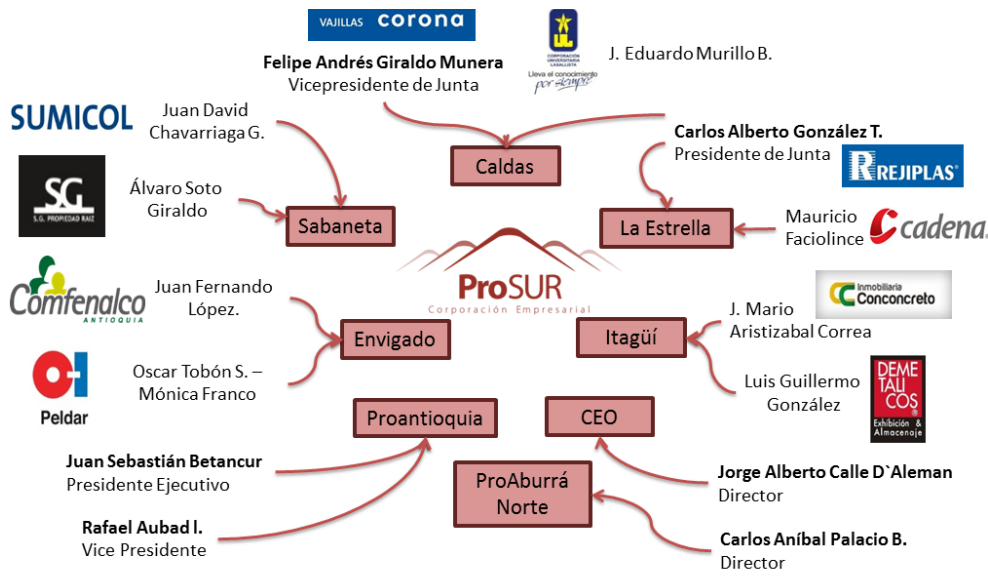 VAJILLAS corona
Felipe Andrés Giraldo Munera
Vicepresidente de Junta
CORPORACIÓN
UNIVERSITARIA
LASALLISTA
Lleva el conocimiento
por siempre
J. Eduardo Murillo B.
SUMICOL
Juan David
Chavarriaga G.
Caldas
Carlos Alberto González T.
Presidente de Junta
RREJIPLAS®
SG
S.G. PROPIEDAD RAIZ
Álvaro Soto
Giraldo
Sabaneta
La Estrella
Mauricio
Faciolince
cadena
ProSUR
Corporación Empresarial
Comfenalco
ANTIOQUIA
Juan Fernando
López.
Envigado
Itagüí
J. Mario
Aristizabal Correa
Inmobiliaria
Conconcreto
Peldar
Oscar Tobón S. –
Mónica Franco
Luis Guillermo
González
DEME
TALI
COS®
Exhibición &
Almacenaje
Proantioquia
CEO
Juan Sebastián Betancur
Presidente Ejecutivo
ProAburrá
Norte
Jorge Alberto Calle D`Aleman
Director
Rafael Aubad l.
Vice Presidente
Carlos Aníbal Palacio B.
Director